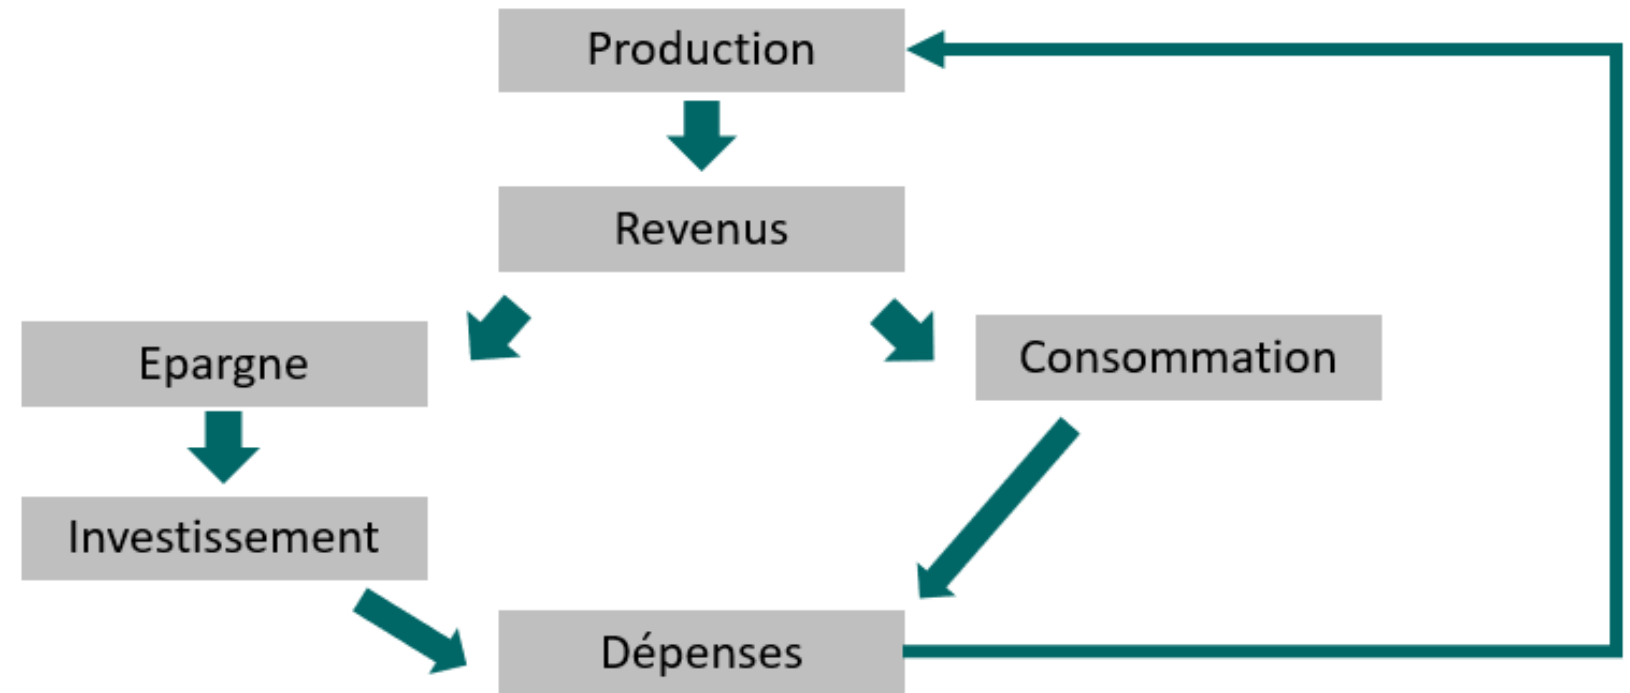 Production
Revenus
Epargne
Consommation
Investissement
Dépenses